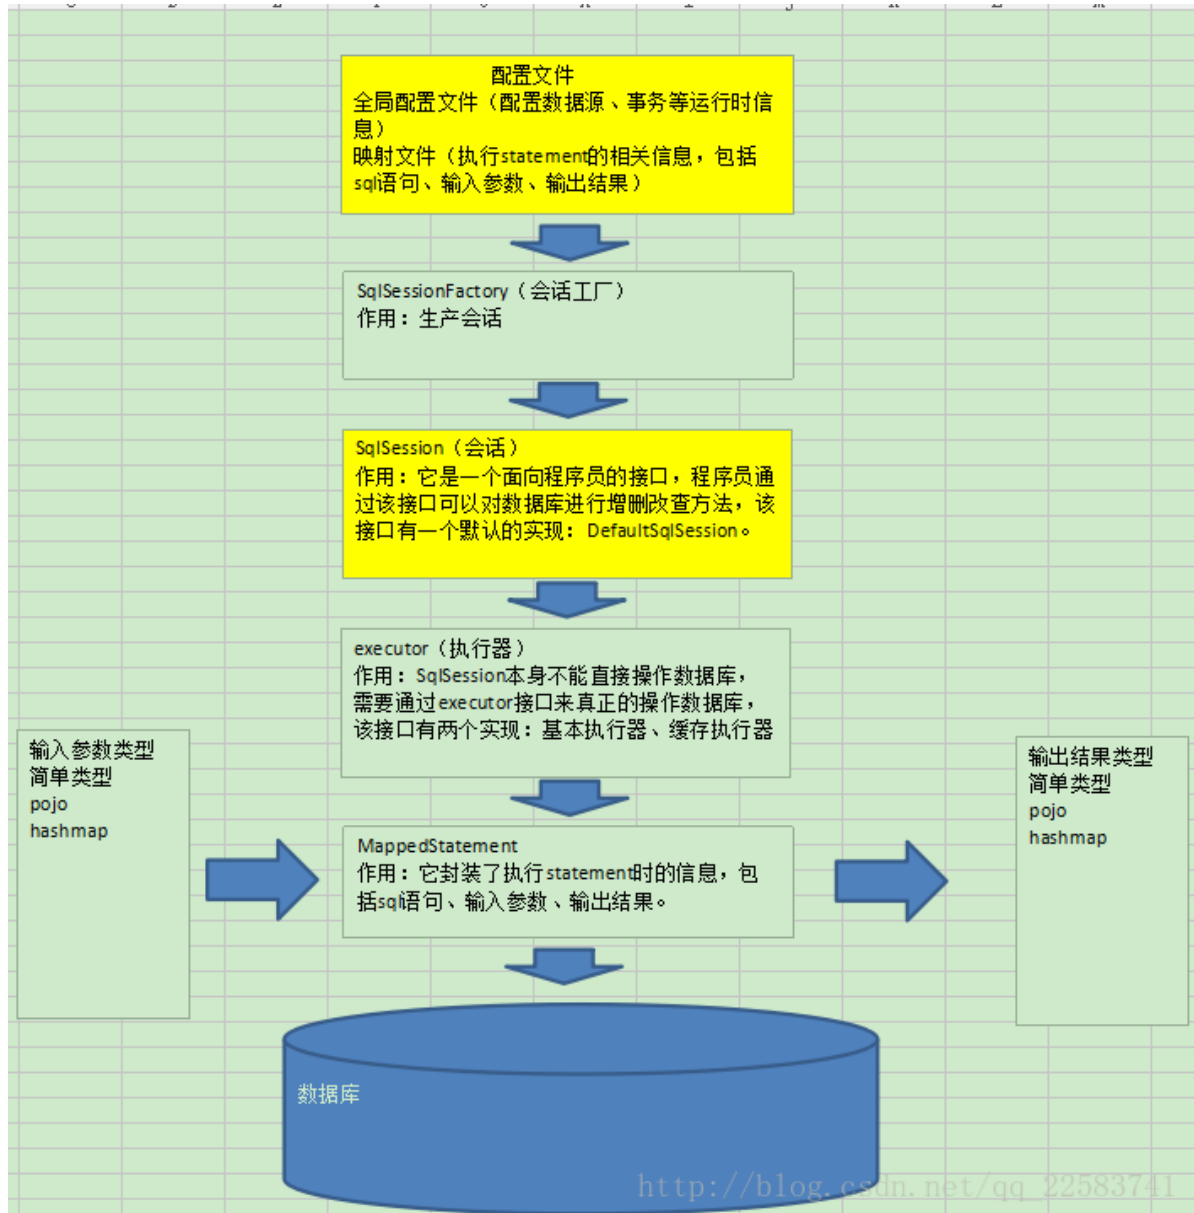 配置文件
全局配置文件（配置数据源、事务等运行时信
息）
映射文件（执行statement的相关信息，包括
sql语句、输入参数、输出结果）
SqlSessionFactory（会话工厂）
作用：生产会话
SqlSession（会话）
作用：它是一个面向程序员的接口，程序员通
过该接口可以对数据库进行增删改查方法，该
接口有一个默认的实现：DefaultSqlSession。
executor（执行器）
作用：SqlSession本身不能直接操作数据库，
需要通过executor接口来真正的操作数据库，
该接口有两个实现：基本执行器、缓存执行器
输入参数类型
简单类型
pojo
hashmap
MappedStatement
作用：它封装了执行statement时的信息，包
括sql语句、输入参数、输出结果。
输出结果类型
简单类型
pojo
hashmap
数据库
http://blog.csdn.net/qq_22583741